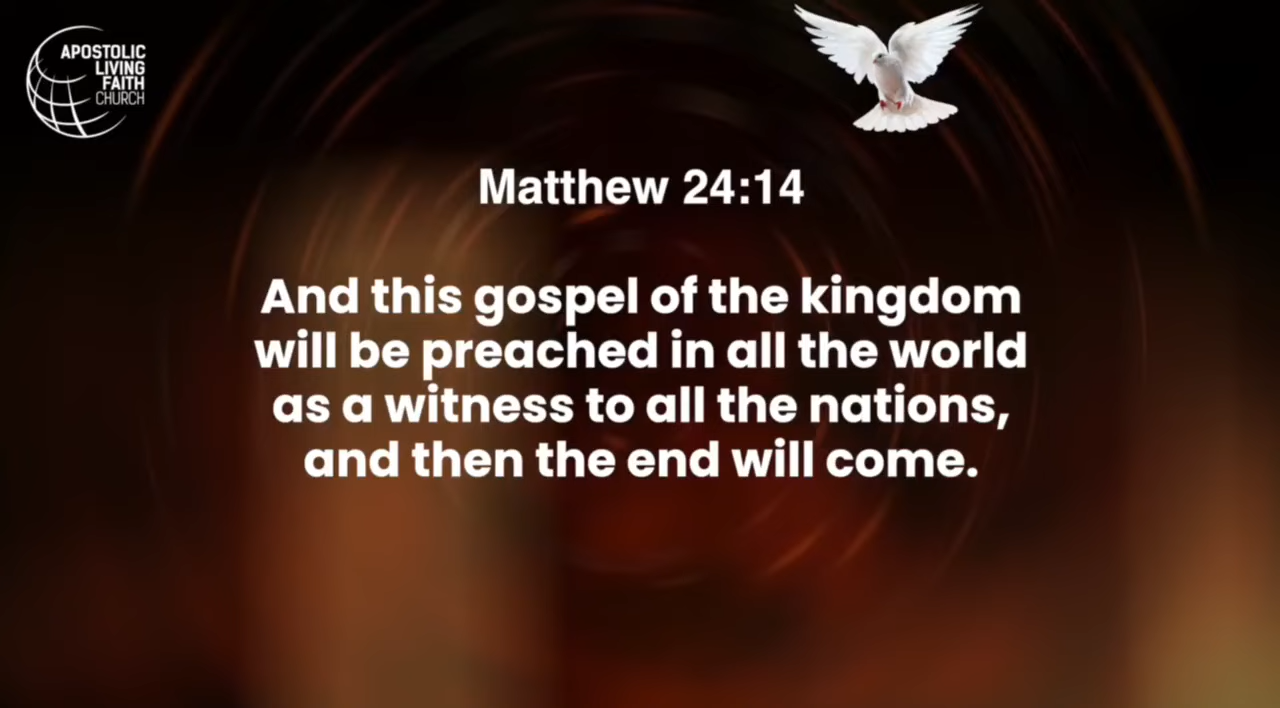 APOSTOLIC
LIVING
FAITH
CHURCH
Matthew 24:14
And this gospel of the kingdom
will be preached in all the world
as a witness to all the nations,
and then the end will come.